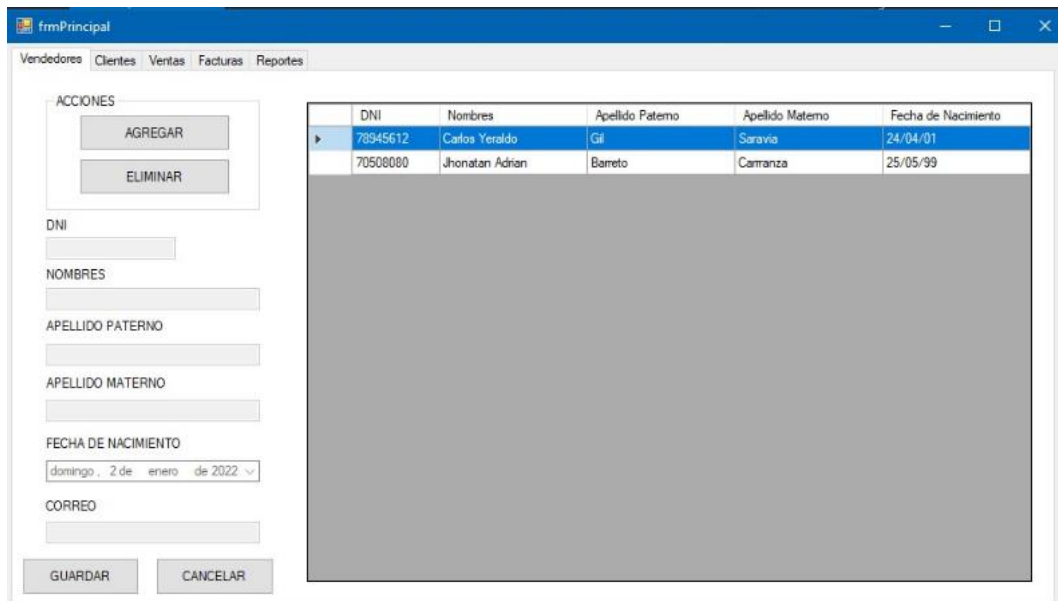 frmPrincipal
Vendedores Clientes Ventas Facturas Reportes
ACCIONES
AGREGAR
ELIMINAR
DNI
NOMBRES
APELLIDO PATERNO
APELLIDO MATERNO
FECHA DE NACIMIENTO
domingo , 2 de enero de 2022
CORREO
GUARDAR CANCELAR
DNI Nombres Apellido Paterno Apellido Materno Fecha de Nacimiento
78945612 Carlos Yeraldo Gil Saravia 24/04/01
70508080 Jhonatan Adrian Barreto Carrranza 25/05/99